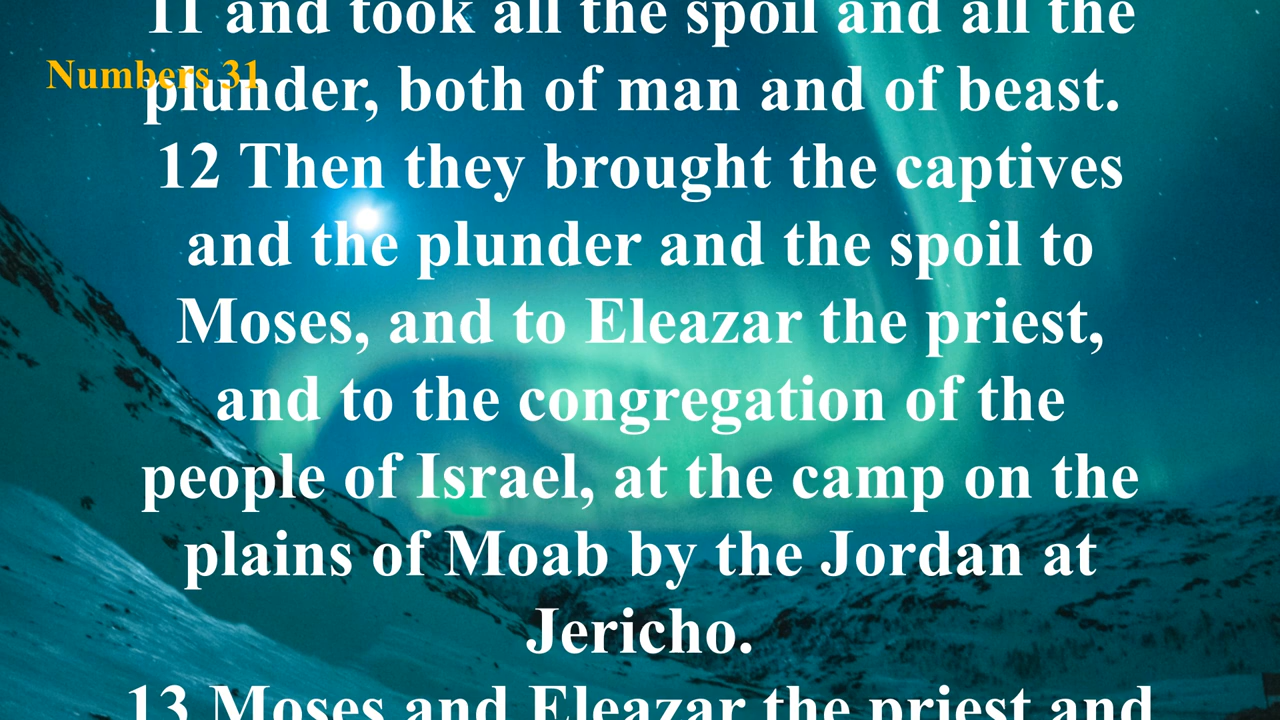 11 and took all the spoil and all the
Numbers 31
plunder, both of man and of beast.
12 Then they brought the captives
and the plunder and the spoil to
Moses, and to Eleazar the priest,
and to the congregation of the
people of Israel, at the camp on the
plains of Moab by the Jordan at
Jericho.
13 Moses and Eleazar the priest and